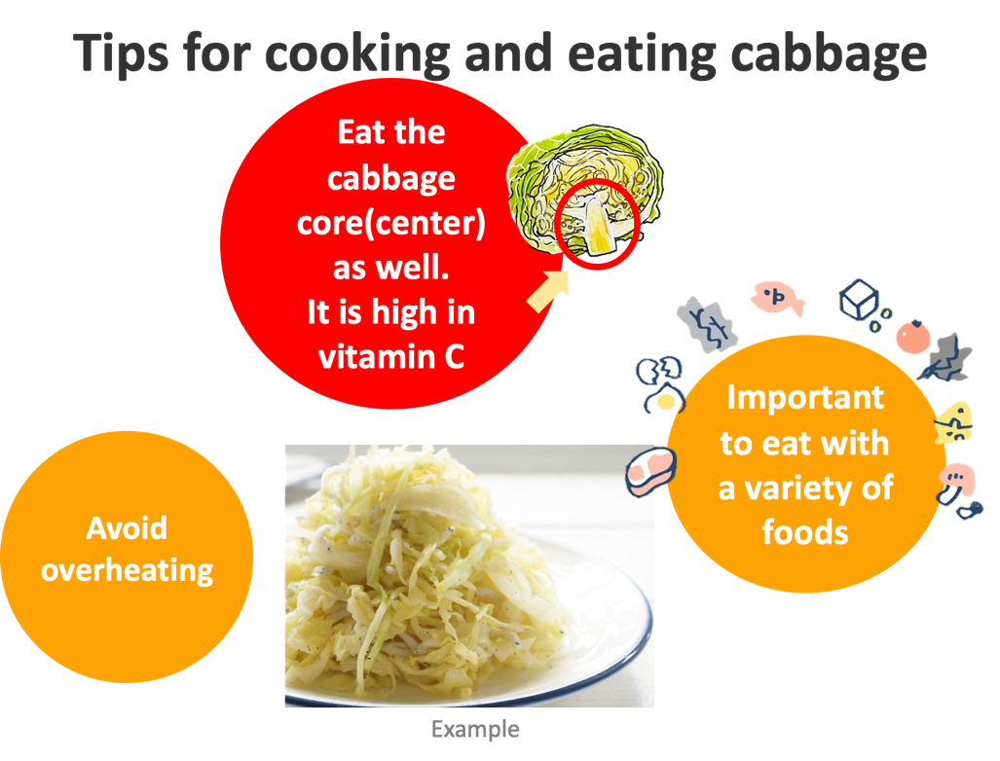 Tips for cooking and eating cabbage
Eat the
cabbage
core(center)
as well.
It is high in
vitamin C
Important
to eat with
a variety of
foods
Avoid
overheating
Example